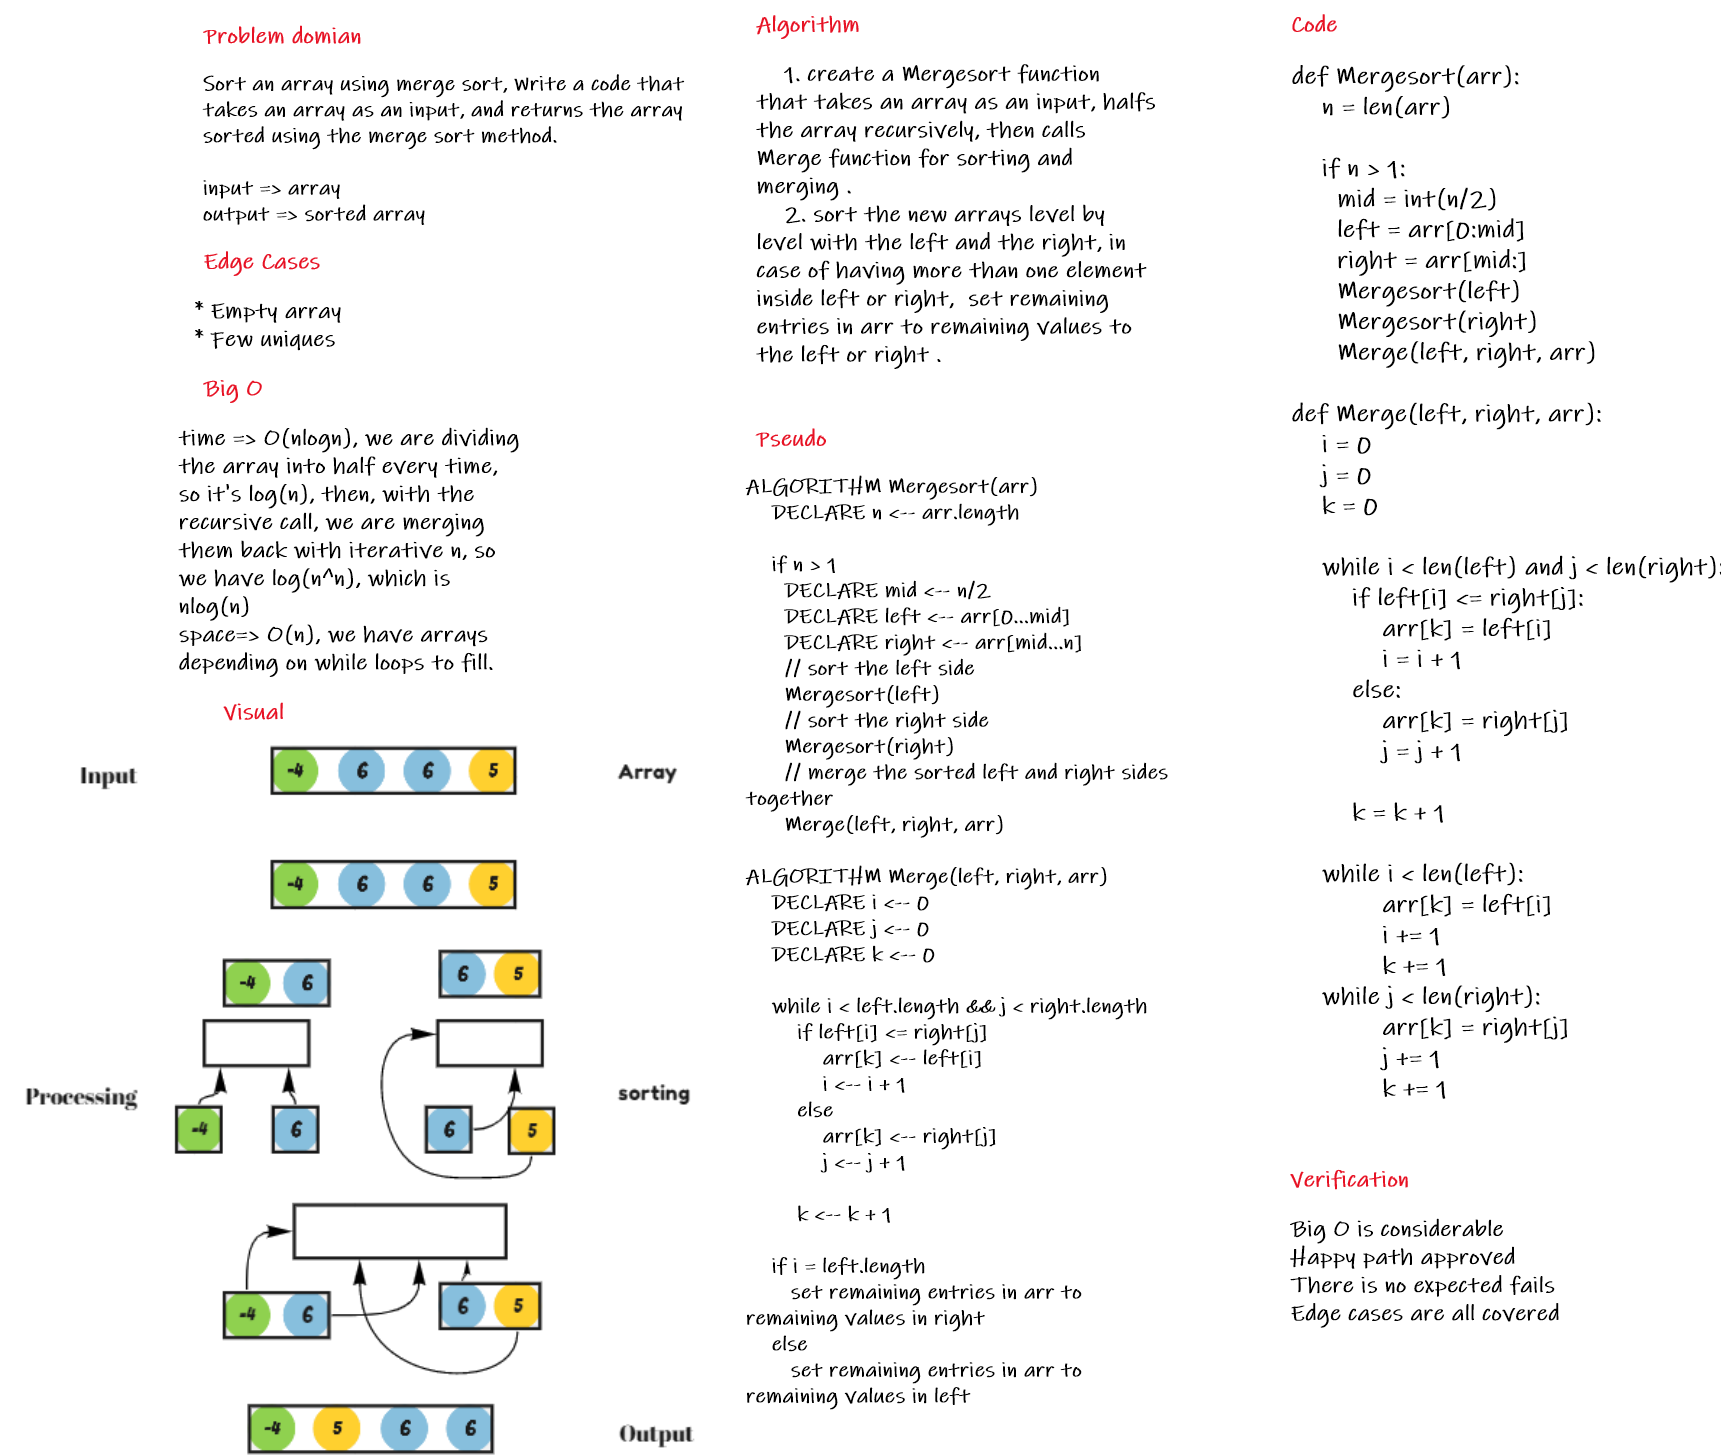 Problem domian
Sort an array using merge sort, Write a code that
takes an array as an input, and returns the array
sorted using the merge sort method.
input => array
output => sorted array
Edge Cases
* Empty array
* Few uniques
Big O
time => O(nlogn), we are dividing
the array into half every time,
so it's log(n), then, with the
recursive call, we are merging
them back with iterative n, so
we have log(n^n), which is
nlog(n)
space=> O(n), we have arrays
depending on while loops to fill.
Visual
Input
-4 6 6 5
Array
-4 6 6 5
-4 6
6 5
Processing
-4
6
6
5
sorting
-4 6
6 5
-4 5 6 6
Output
Algorithm
1. create a Mergesort function
that takes an array as an input, halfs
the array recursively, then calls
Merge function for sorting and
merging .
2. sort the new arrays level by
level with the left and the right, in
case of having more than one element
inside left or right, set remaining
entries in arr to remaining values to
the left or right .
Pseudo
ALGORITHM Mergesort(arr)
DECLARE n <-- arr.length
if n > 1
DECLARE mid <-- n/2
DECLARE left <-- arr[0...mid]
DECLARE right <-- arr[mid...n]
// sort the left side
Mergesort(left)
// sort the right side
Mergesort(right)
// merge the sorted left and right sides
together
Merge(left, right, arr)
ALGORITHM Merge(left, right, arr)
DECLARE i <-- 0
DECLARE j <-- 0
DECLARE k <-- 0
while i < left.length && j < right.length
if left[i] <= right[j]
arr[k] <-- left[i]
i <-- i + 1
else
arr[k] <-- right[j]
j <-- j + 1
k <-- k + 1
if i = left.length
set remaining entries in arr to
remaining values in right
else
set remaining entries in arr to
remaining values in left
Code
def Mergesort(arr):
n = len(arr)
if n > 1:
mid = int(n/2)
left = arr[0:mid]
right = arr[mid:]
Mergesort(left)
Mergesort(right)
Merge(left, right, arr)
def Merge(left, right, arr):
i = 0
j = 0
k = 0
while i < len(left) and j < len(right):
if left[i] <= right[j]:
arr[k] = left[i]
i = i + 1
else:
arr[k] = right[j]
j = j + 1
k = k + 1
while i < len(left):
arr[k] = left[i]
i += 1
k += 1
while j < len(right):
arr[k] = right[j]
j += 1
k += 1
Verification
Big O is considerable
Happy path approved
There is no expected fails
Edge cases are all covered